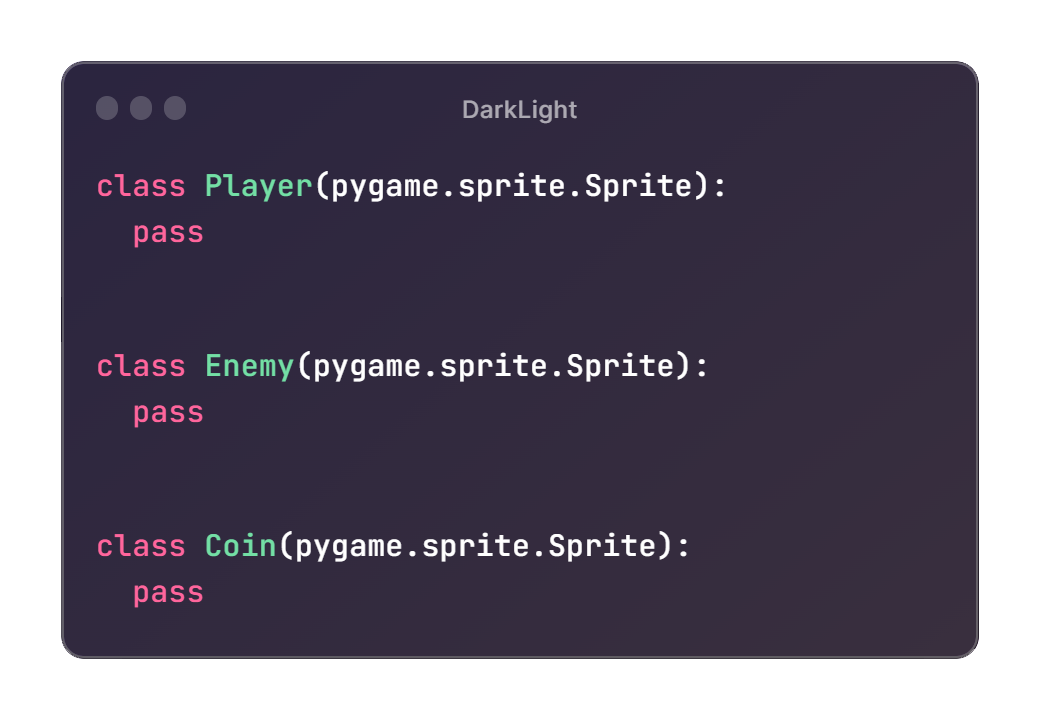 DarkLight
class Player(pygame.sprite.Sprite):
  pass
class Enemy(pygame.sprite.Sprite):
  pass
class Coin(pygame.sprite.Sprite):
  pass